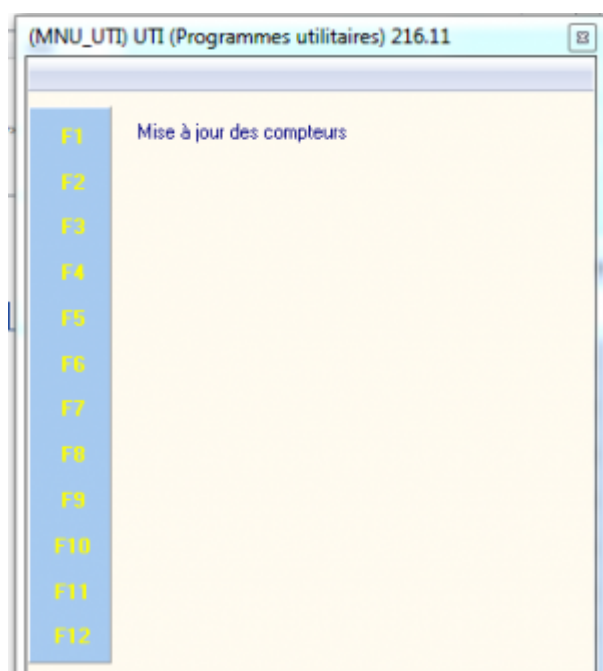 (MNU_UTI) UTI (Programmes utilitaires) 216.11
F1 Mise à jour des compteurs
F2
F3
F4
F5
F6
F7
F8
F9
F10
F11
F12